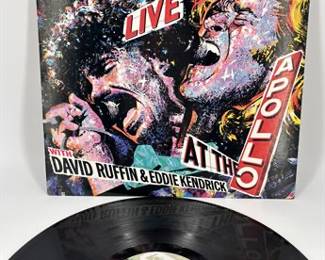 LIVE
AT THE
APOLLO
WITH
DAVID RUFFIN & EDDIE KENDRICK